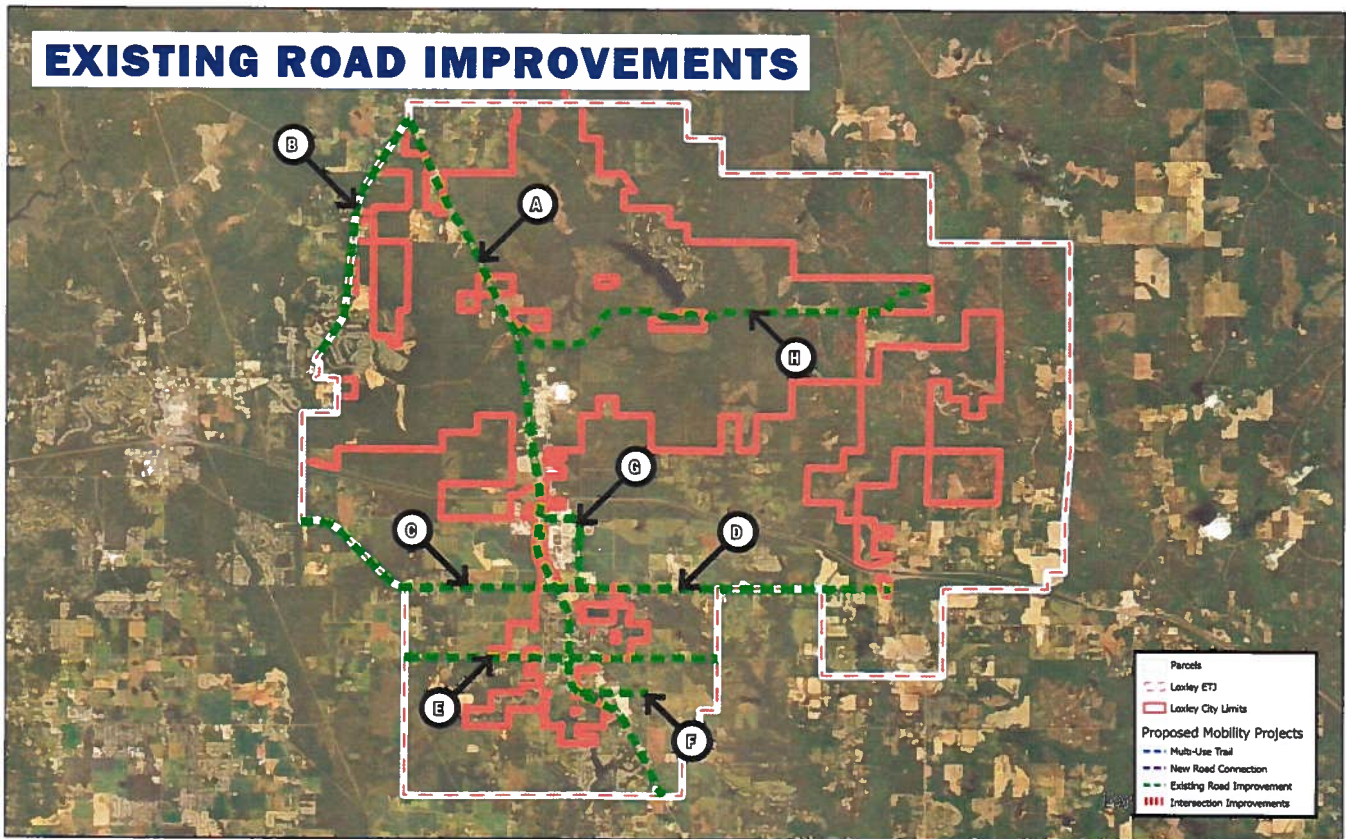 EXISTING ROAD IMPROVEMENTS
B
A
H
G
C
D
E
F
Parcels
Loxley ETJ
Loxley City Limits
Proposed Mobility Projects
Multi-Use Trail
New Road Connection
Existing Road Improvement
Intersection Improvements